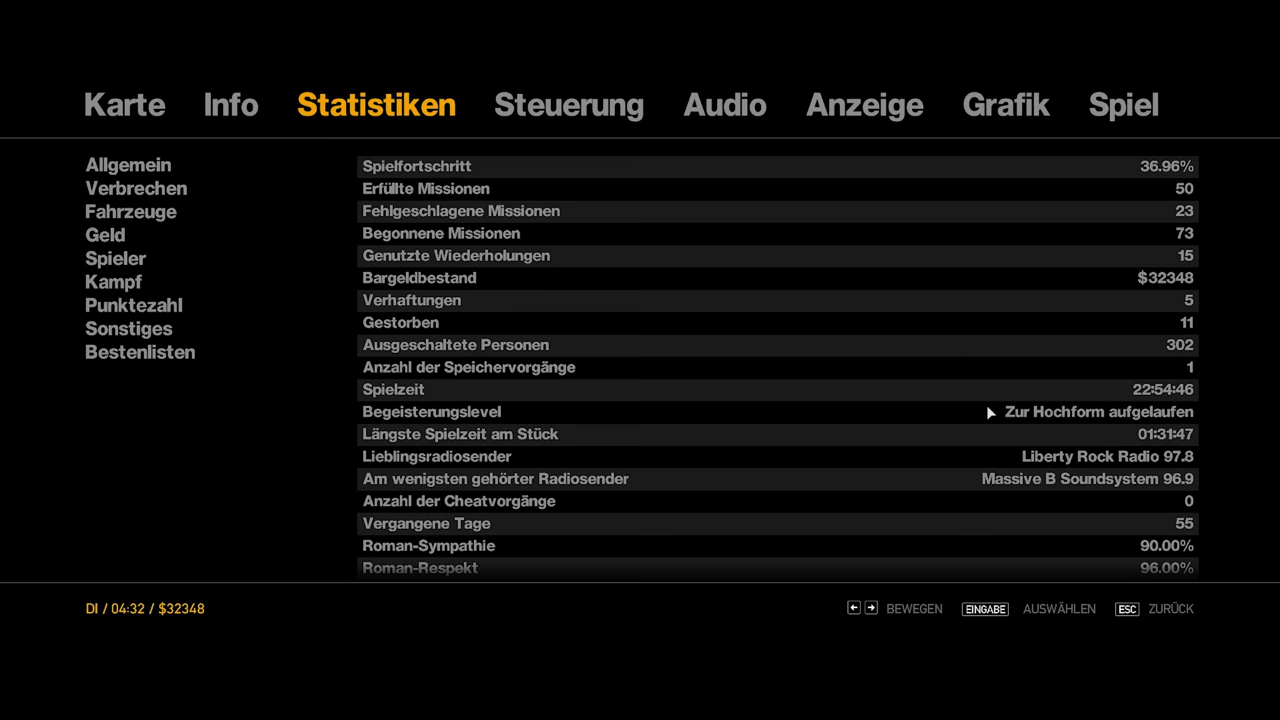 Karte Info Statistiken Steuerung Audio Anzeige Grafik Spiel
Allgemein
Verbrechen
Fahrzeuge
Geld
Spieler
Kampf
Punktezahl
Sonstiges
Bestenlisten
Spielfortschritt 36.96%
Erfüllte Missionen 50
Fehlgeschlagene Missionen 23
Begonnene Missionen 73
Genutzte Wiederholungen 15
Bargeldbestand $32348
Verhaftungen 5
Gestorben 11
Ausgeschaltete Personen 302
Anzahl der Speichervorgänge 1
Spielzeit 22:54:46
Begeisterungslevel Zur Hochform aufgelaufen
Längste Spielzeit am Stück 01:31:47
Lieblingsradiosender Liberty Rock Radio 97.8
Am wenigsten gehörter Radiosender Massive B Soundsystem 96.9
Anzahl der Cheatvorgänge 0
Vergangene Tage 55
Roman-Sympathie 90.00%
Roman-Respekt 96.00%
DI / 04:32 / $32348
BEWEGEN EINGABE AUSWÄHLEN ESC ZURÜCK